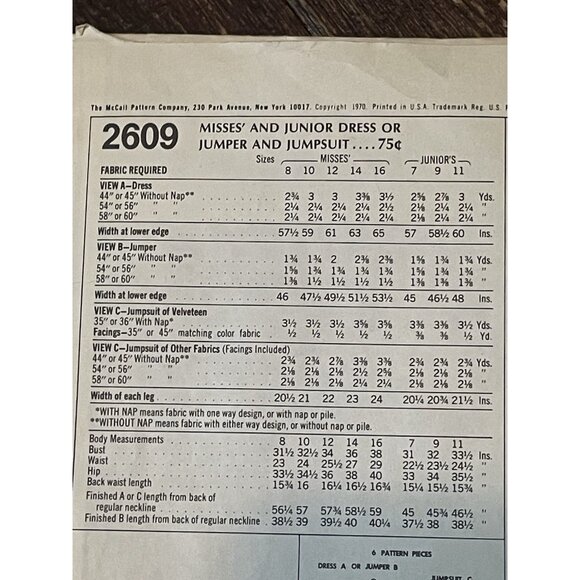 The McCall Pattern Company, 230 Park Avenue, New York 10017. Copyright 1970. Printed in U.S.A. Trademark Reg. U.S.
2609 MISSES' AND JUNIOR DRESS OR
JUMPER AND JUMPSUIT....75¢
Sizes MISSES' JUNIOR'S
FABRIC REQUIRED 8 10 12 14 16 7 9 11
VIEW A—Dress
44" or 45" Without Nap** 2¾ 3 3 3⅜ 3½ 2⅝ 2⅞ 3 Yds.
54" or 56" " " 2¼ 2¼ 2¼ 2¼ 2½ 2⅛ 2¼ 2¼ "
58" or 60" " " 2¼ 2¼ 2¼ 2¼ 2¼ 2⅛ 2¼ 2¼ "
Width at lower edge 57½ 59 61 63 65 57 58½ 60 Ins.
VIEW B—Jumper
44" or 45" Without Nap** 1¾ 1¾ 2 2⅜ 2⅜ 1⅝ 1¾ 1¾ Yds.
54" or 56" " " 1⅝ 1¾ 1¾ 1¾ 1¾ 1⅝ 1¾ 1¾ "
58" or 60" " " 1⅜ 1½ 1½ 1½ 1⅝ 1⅜ 1⅜ 1⅜ "
Width at lower edge 46 47½ 49½ 51½ 53½ 45 46½ 48 Ins.
VIEW C—Jumpsuit of Velveteen
35" or 36" With Nap* 3½ 3½ 3½ 3⅝ 3⅝ 3⅜ 3⅜ 3½ Yds.
Facings—35" or 45" matching color fabric ½ ½ ½ ½ ½ ⅜ ⅜ ½ Yd.
VIEW C—Jumpsuit of Other Fabrics (Facings Included)
44" or 45" Without Nap** 2¾ 2¾ 2⅞ 3⅜ 3⅜ 2¾ 2¾ 2¾ Yds.
54" or 56" " " 2⅛ 2⅛ 2½ 2¾ 2¾ 2⅛ 2⅛ 2⅛ "
58" or 60" " " 2⅛ 2⅛ 2¼ 2¼ 2¼ 2⅛ 2⅛ 2⅛ "
Width of each leg 20½ 21 22 23 24 20¼ 20¾ 21½ Ins.
*WITH NAP means fabric with one way design, or with nap or pile.
**WITHOUT NAP means fabric with either way design, or without nap or pile.
Body Measurements 8 10 12 14 16 7 9 11
Bust 31½ 32½ 34 36 38 31 32 33½ Ins.
Waist 23 24 25½ 27 29 22½ 23½ 24½ "
Hip 33½ 34½ 36 38 40 33 34 35½ "
Back waist length 15¾ 16 16¼ 16½ 16¾ 15 15¼ 15½ "
Finished A or C length from back of
regular neckline 56¼ 57 57¾ 58½ 59 45 45¾ 46½ "
Finished B length from back of regular neckline 38½ 39 39½ 40 40¼ 37½ 38 38½ "
6 PATTERN PIECES
DRESS A OR JUMPER B
JUMPSUIT C